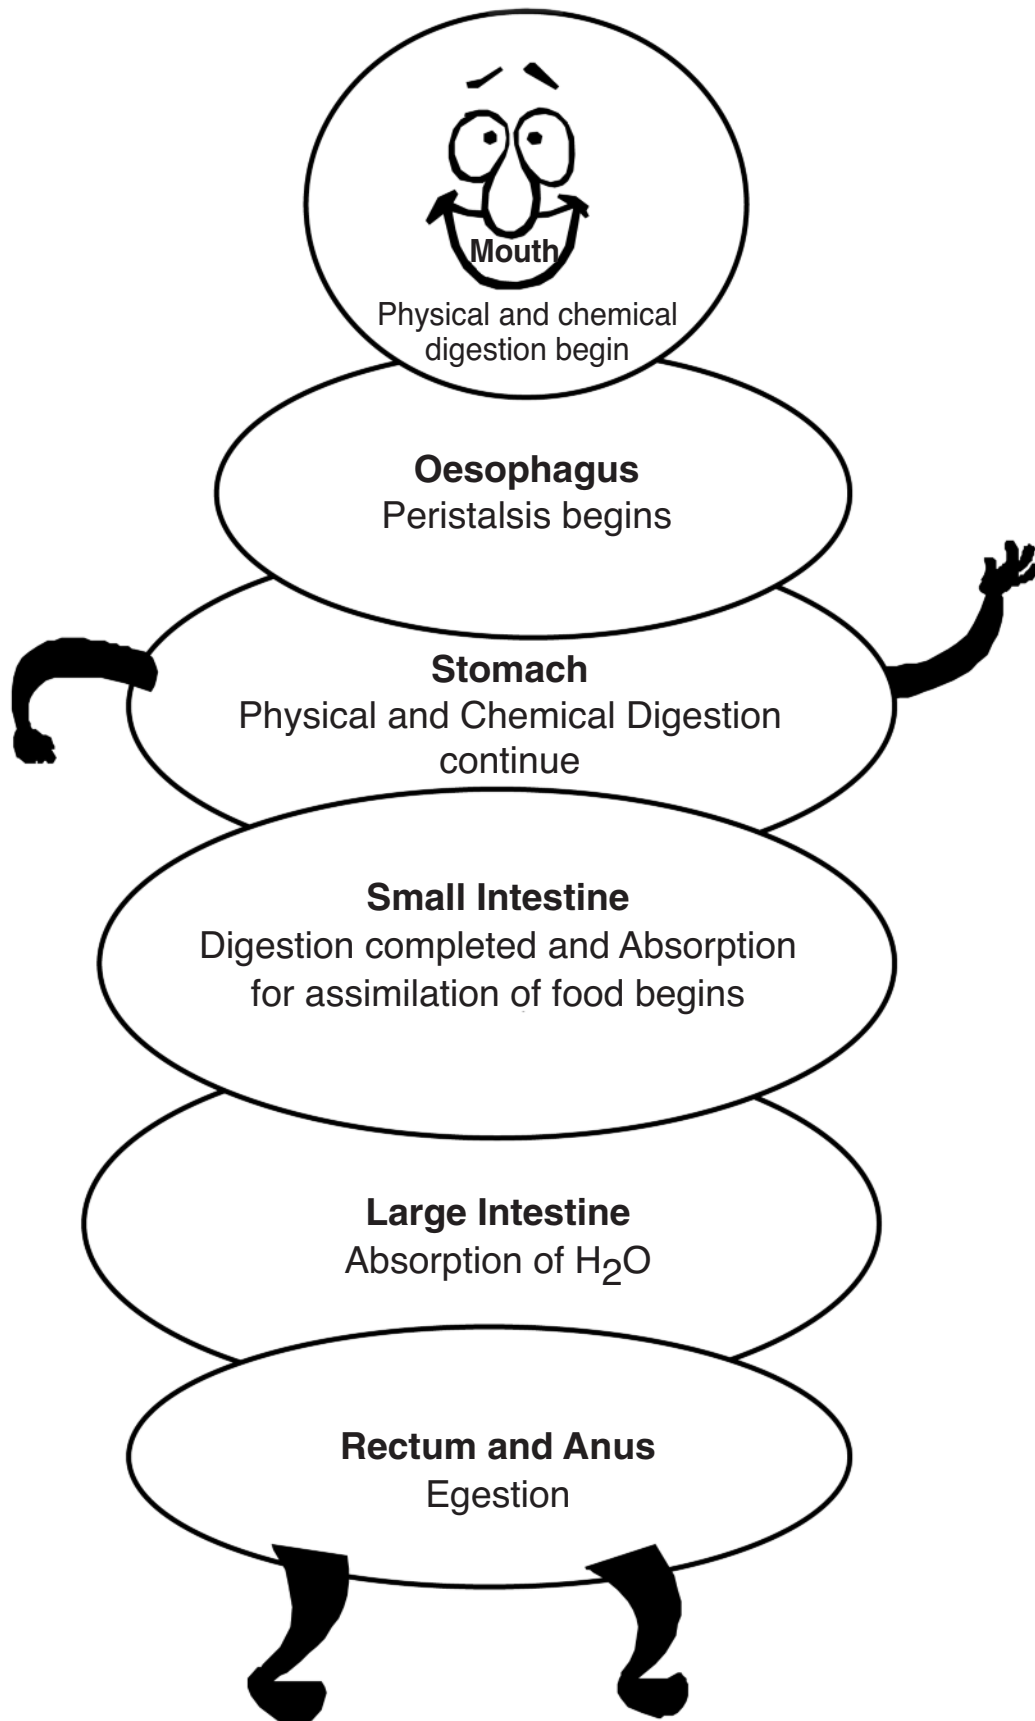 Mouth
Physical and chemical
digestion begin
Oesophagus
Peristalsis begins
Stomach
Physical and Chemical Digestion
continue
Small Intestine
Digestion completed and Absorption
for assimilation of food begins
Large Intestine
Absorption of H₂O
Rectum and Anus
Egestion